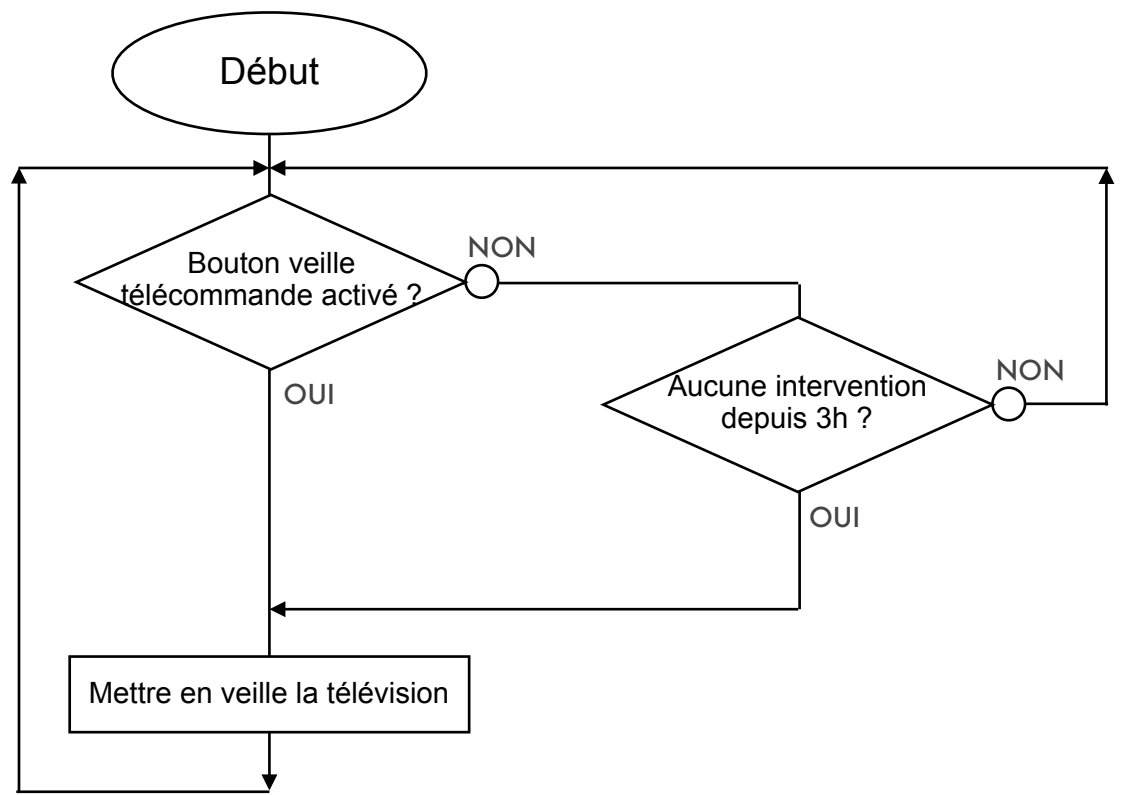 Début
Bouton veille
télécommande activé ?
NON
OUI
Aucune intervention
depuis 3h ?
NON
OUI
Mettre en veille la télévision